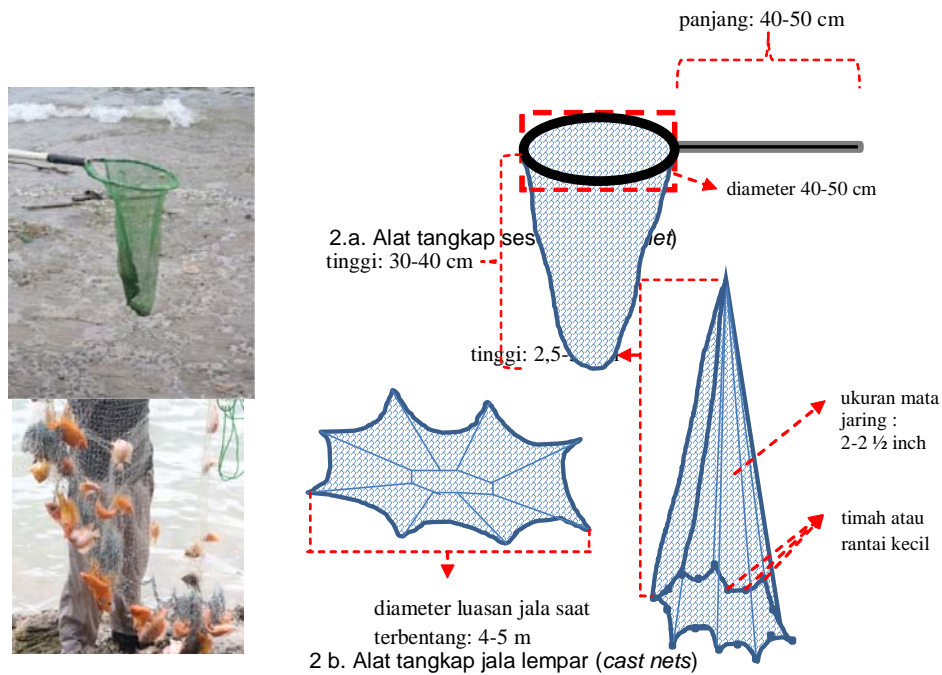 panjang: 40-50 cm
diameter 40-50 cm
2.a. Alat tangkap
tinggi: 30-40 cm
tinggi: 2,5-
ukuran mata
jaring :
2-2 ½ inch
timah atau
rantai kecil
diameter luasan jala saat
terbentang: 4-5 m
2 b. Alat tangkap jala lempar (cast nets)